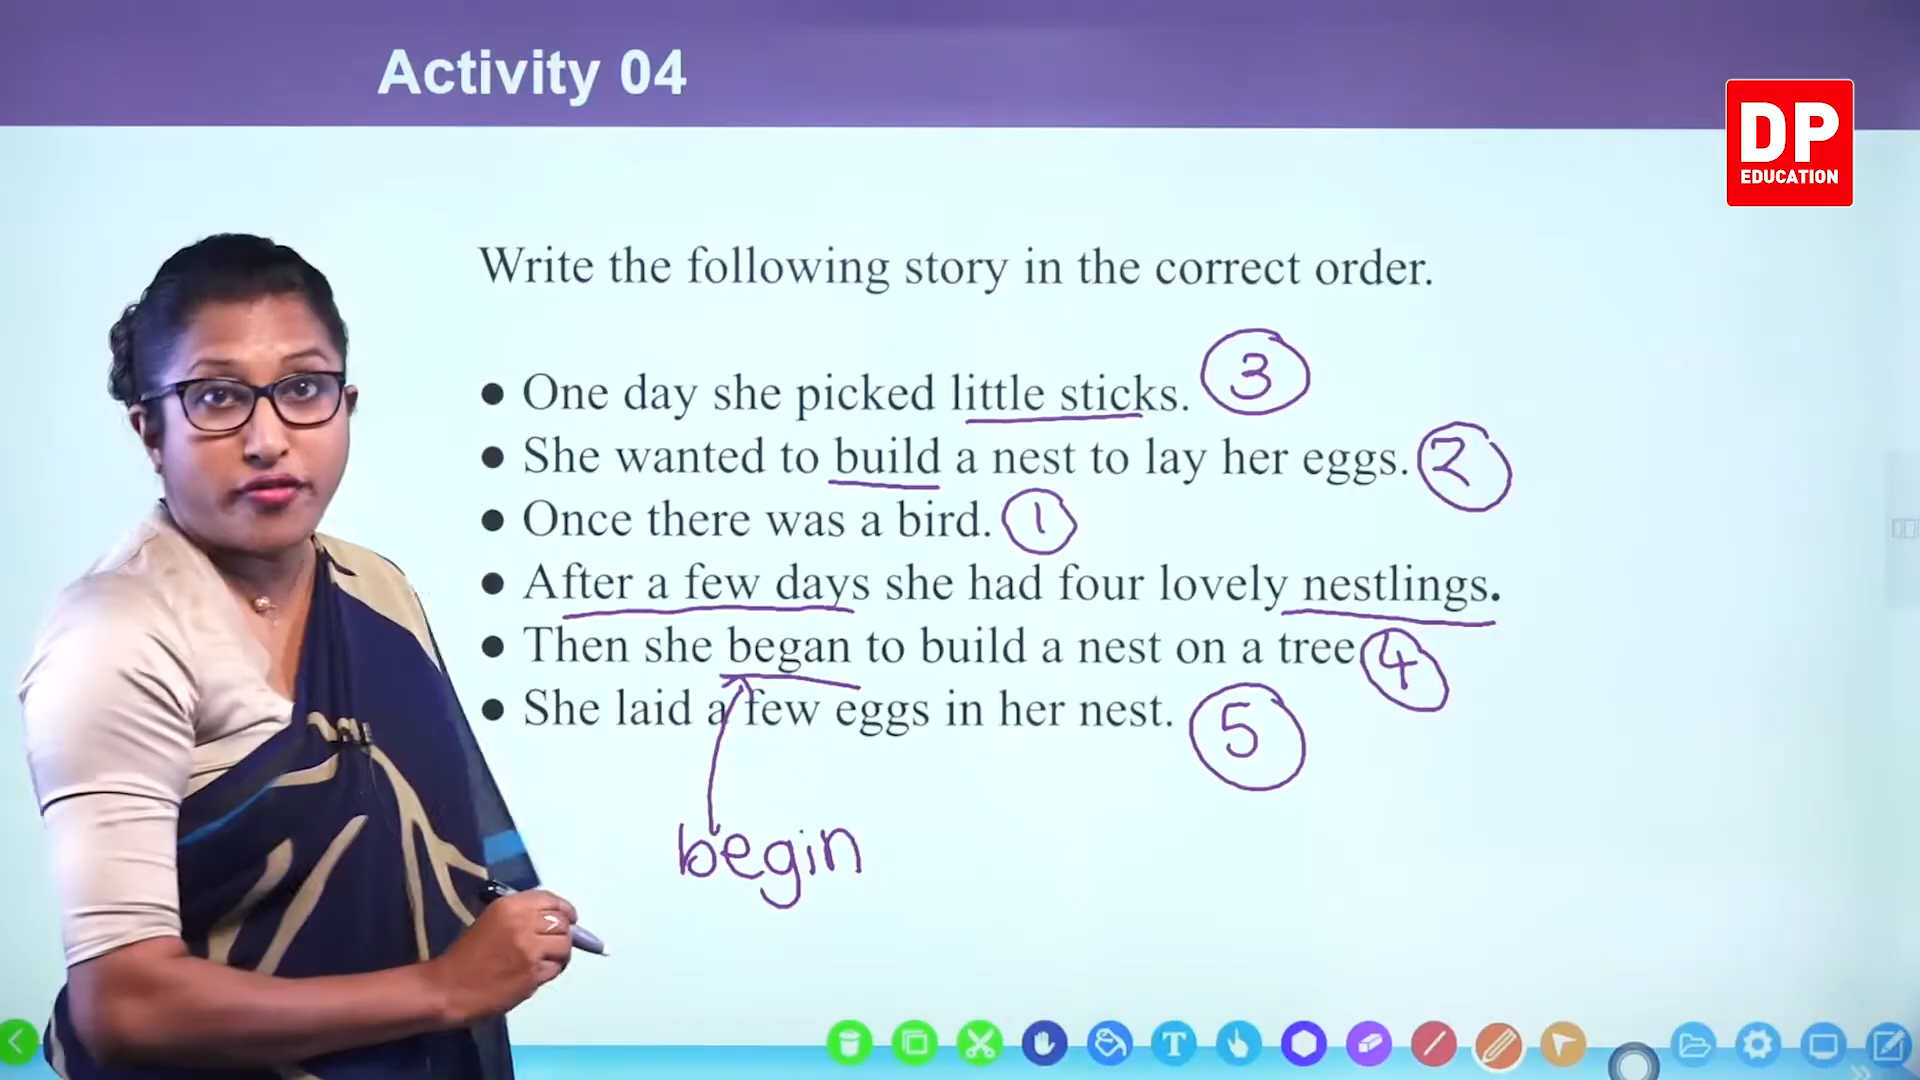 Activity 04
DP
EDUCATION
Write the following story in the correct order.
● One day she picked little sticks. 3
● She wanted to build a nest to lay her eggs. 2
● Once there was a bird. 1
● After a few days she had four lovely nestlings.
● Then she began to build a nest on a tree 4
● She laid a few eggs in her nest. 5
begin